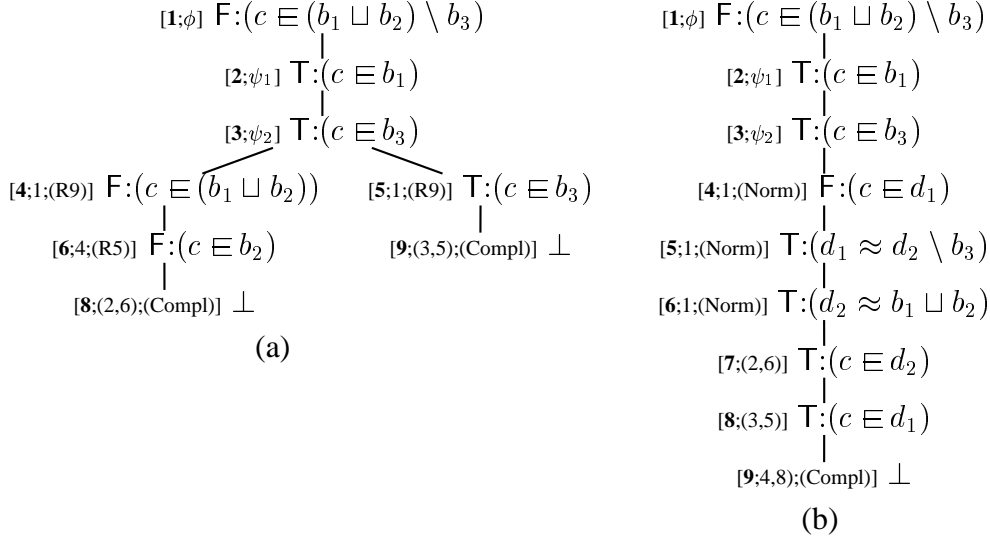 [1;ϕ] F:(c ∈ (b₁ ⊔ b₂) \ b₃)
[2;ψ₁] T:(c ∈ b₁)
[3;ψ₂] T:(c ∈ b₃)
[4;1;(R9)] F:(c ∈ (b₁ ⊔ b₂))
[5;1;(R9)] T:(c ∈ b₃)
[6;4;(R5)] F:(c ∈ b₂)
[9;(3,5);(Compl)] ⊥
[8;(2,6);(Compl)] ⊥
(a)
[1;ϕ] F:(c ∈ (b₁ ⊔ b₂) \ b₃)
[2;ψ₁] T:(c ∈ b₁)
[3;ψ₂] T:(c ∈ b₃)
[4;1;(Norm)] F:(c ∈ d₁)
[5;1;(Norm)] T:(d₁ ≈ d₂ \ b₃)
[6;1;(Norm)] T:(d₂ ≈ b₁ ⊔ b₂)
[7;(2,6)] T:(c ∈ d₂)
[8;(3,5)] T:(c ∈ d₁)
[9;4,8);(Compl)] ⊥
(b)